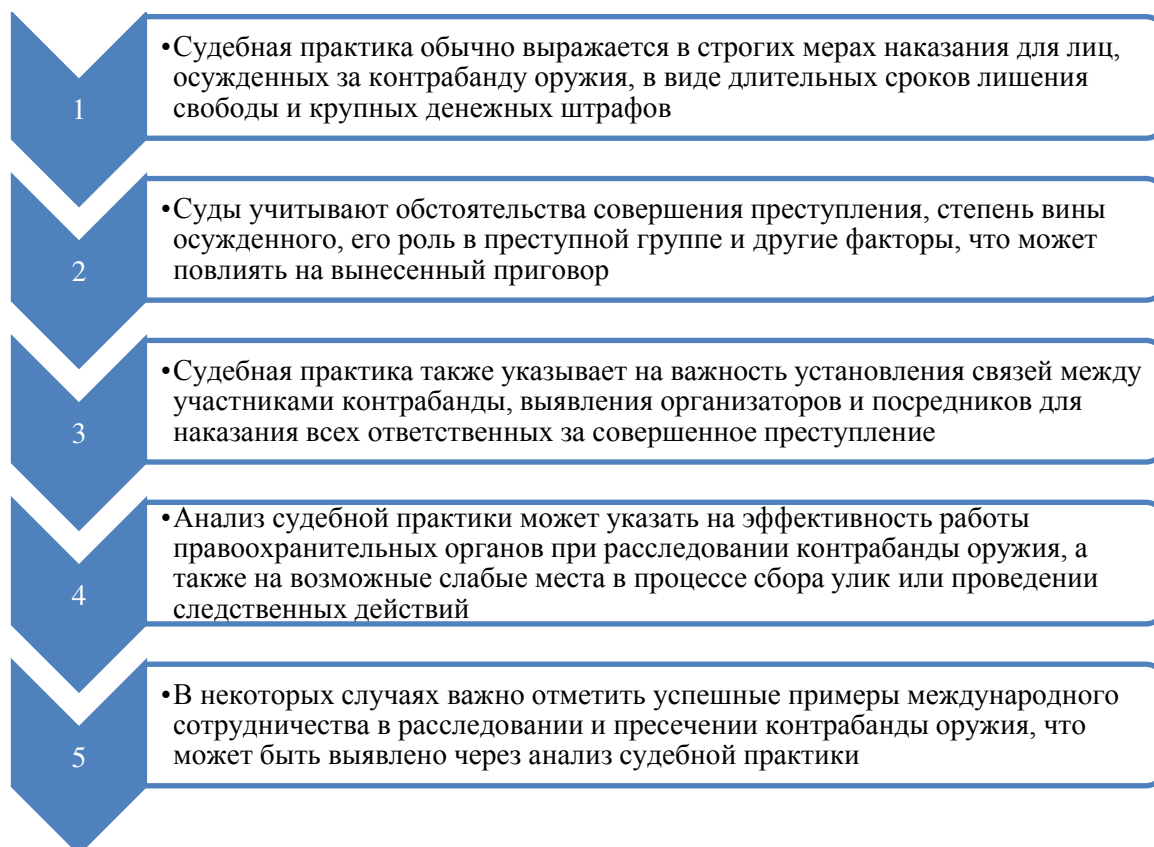 1
•Судебная практика обычно выражается в строгих мерах наказания для лиц,
осужденных за контрабанду оружия, в виде длительных сроков лишения
свободы и крупных денежных штрафов
2
•Суды учитывают обстоятельства совершения преступления, степень вины
осужденного, его роль в преступной группе и другие факторы, что может
повлиять на вынесенный приговор
3
•Судебная практика также указывает на важность установления связей между
участниками контрабанды, выявления организаторов и посредников для
наказания всех ответственных за совершенное преступление
4
•Анализ судебной практики может указать на эффективность работы
правоохранительных органов при расследовании контрабанды оружия, а
также на возможные слабые места в процессе сбора улик или проведении
следственных действий
5
•В некоторых случаях важно отметить успешные примеры международного
сотрудничества в расследовании и пресечении контрабанды оружия, что
может быть выявлено через анализ судебной практики